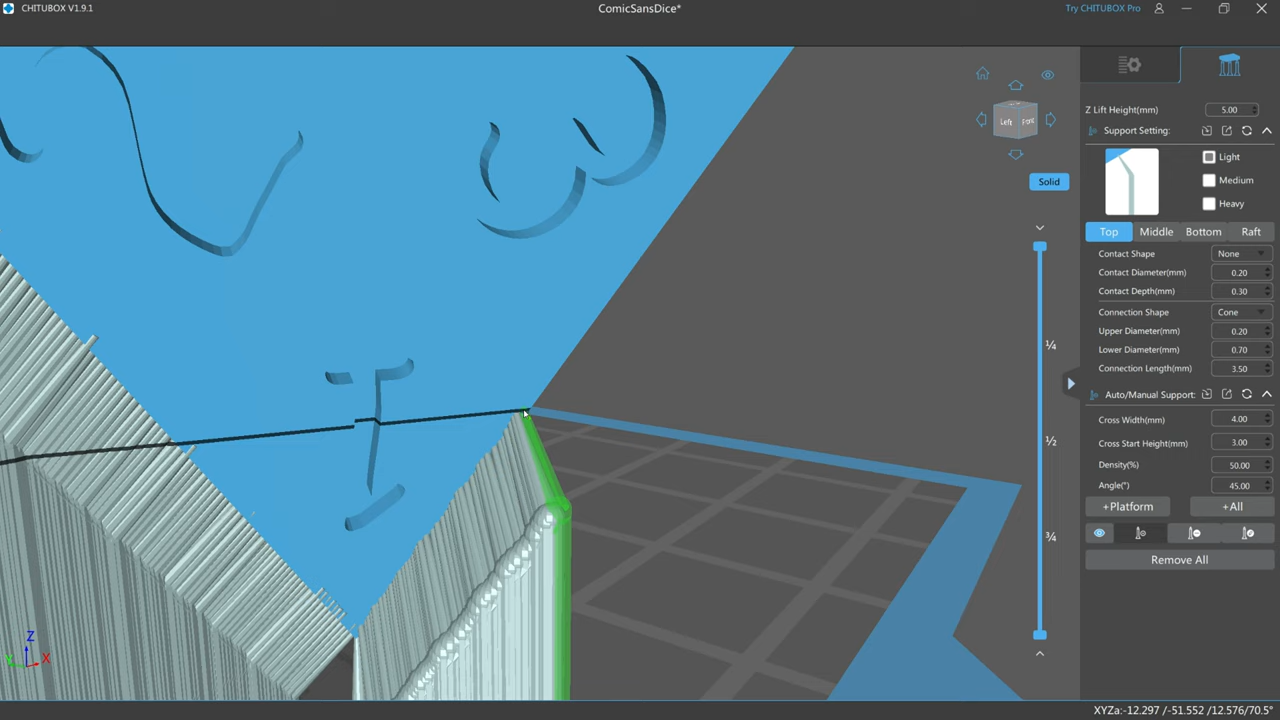 CHITUBOX V1.9.1
ComicSansDice*
Try CHITUBOX Pro
Left
Front
Solid
¼
½
¾
Z Lift Height(mm) 5.00
Support Setting:
Light
Medium
Heavy
Top Middle Bottom Raft
Contact Shape None
Contact Diameter(mm) 0.20
Contact Depth(mm) 0.30
Connection Shape Cone
Upper Diameter(mm) 0.20
Lower Diameter(mm) 0.70
Connection Length(mm) 3.50
Auto/Manual Support:
Cross Width(mm) 4.00
Cross Start Height(mm) 3.00
Density(%) 50.00
Angle(°) 45.00
+Platform +All
Remove All
Z
Y
X
XYZa:-12.297 /-51.552 /12.576/70.5°